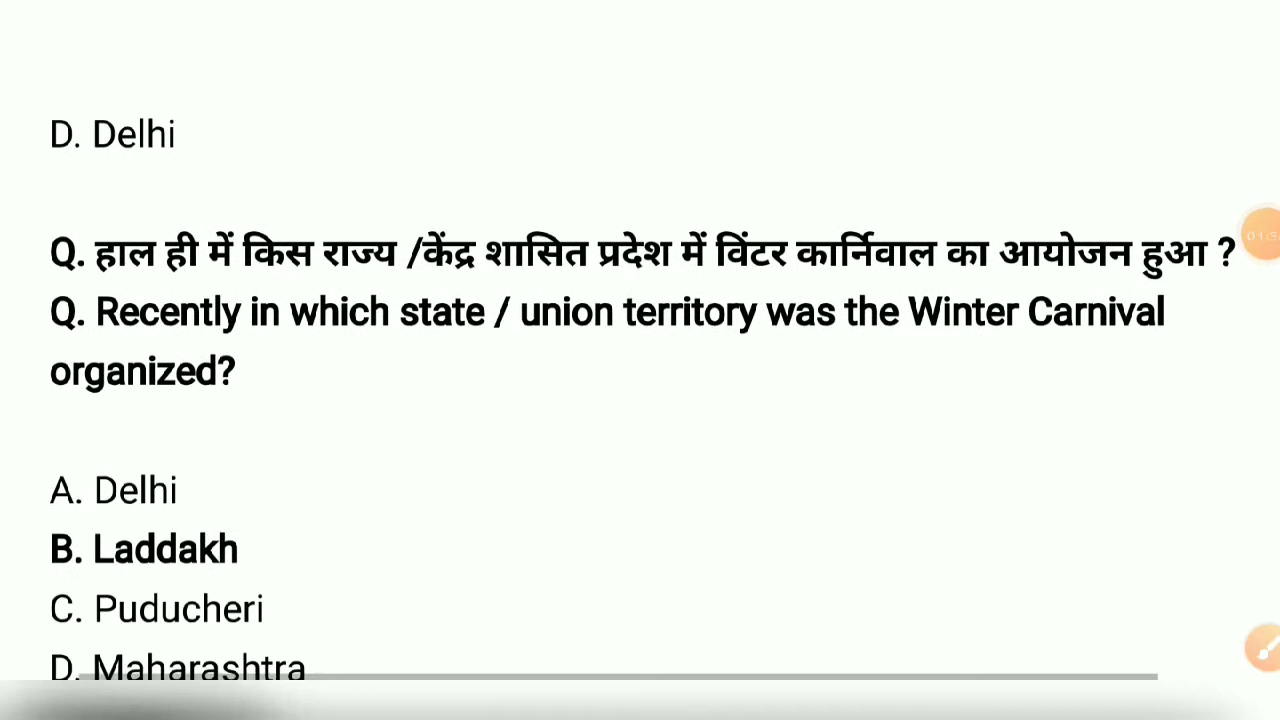 D. Delhi
Q. हाल ही में किस राज्य /केंद्र शासित प्रदेश में विंटर कार्निवाल का आयोजन हुआ ?
Q. Recently in which state / union territory was the Winter Carnival
organized?
A. Delhi
B. Laddakh
C. Puducheri
D. Maharashtra